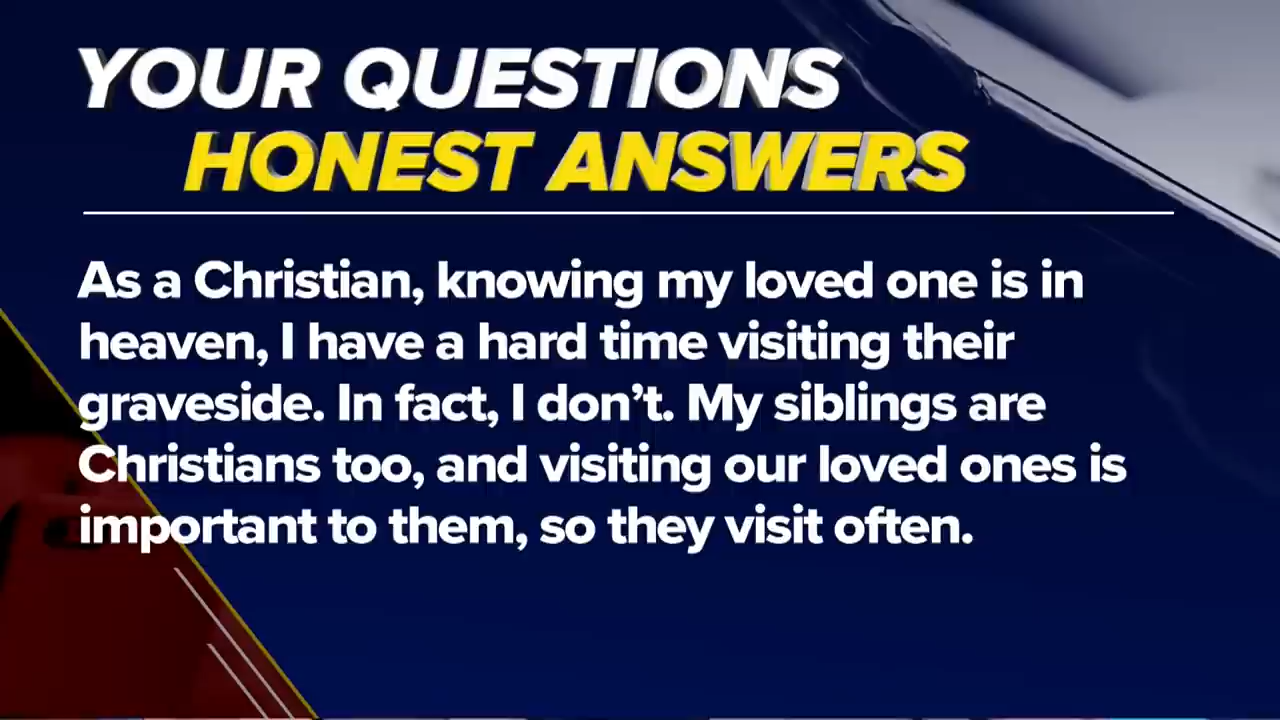 YOUR QUESTIONS
HONEST ANSWERS
As a Christian, knowing my loved one is in
heaven, I have a hard time visiting their
graveside. In fact, I don’t. My siblings are
Christians too, and visiting our loved ones is
important to them, so they visit often.